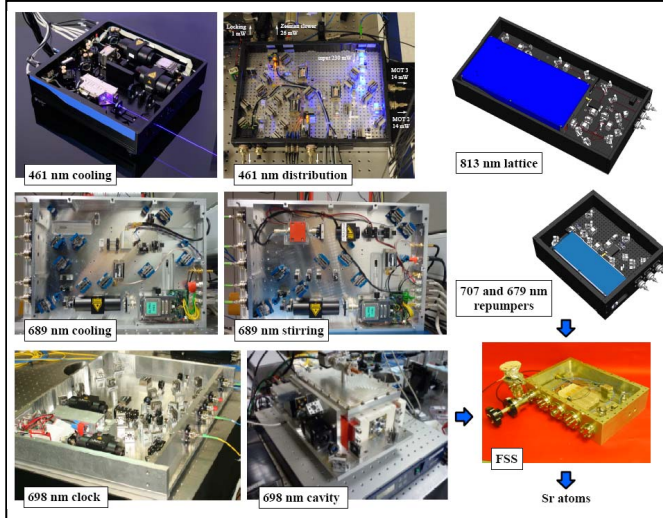 Locking
1 mW
Zeeman slower
26 mW
input 230 mW
MOT 3
14 mW
MOT 2
14 mW
461 nm cooling
461 nm distribution
813 nm lattice
689 nm cooling
689 nm stirring
707 and 679 nm
repumpers
698 nm clock
698 nm cavity
FSS
Sr atoms